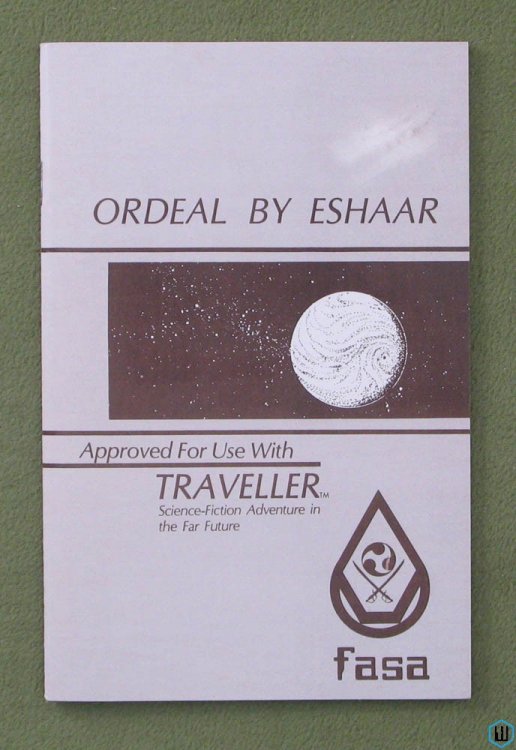 ORDEAL BY ESHAAR
Approved For Use With
TRAVELLER™
Science-Fiction Adventure in
the Far Future
fasa